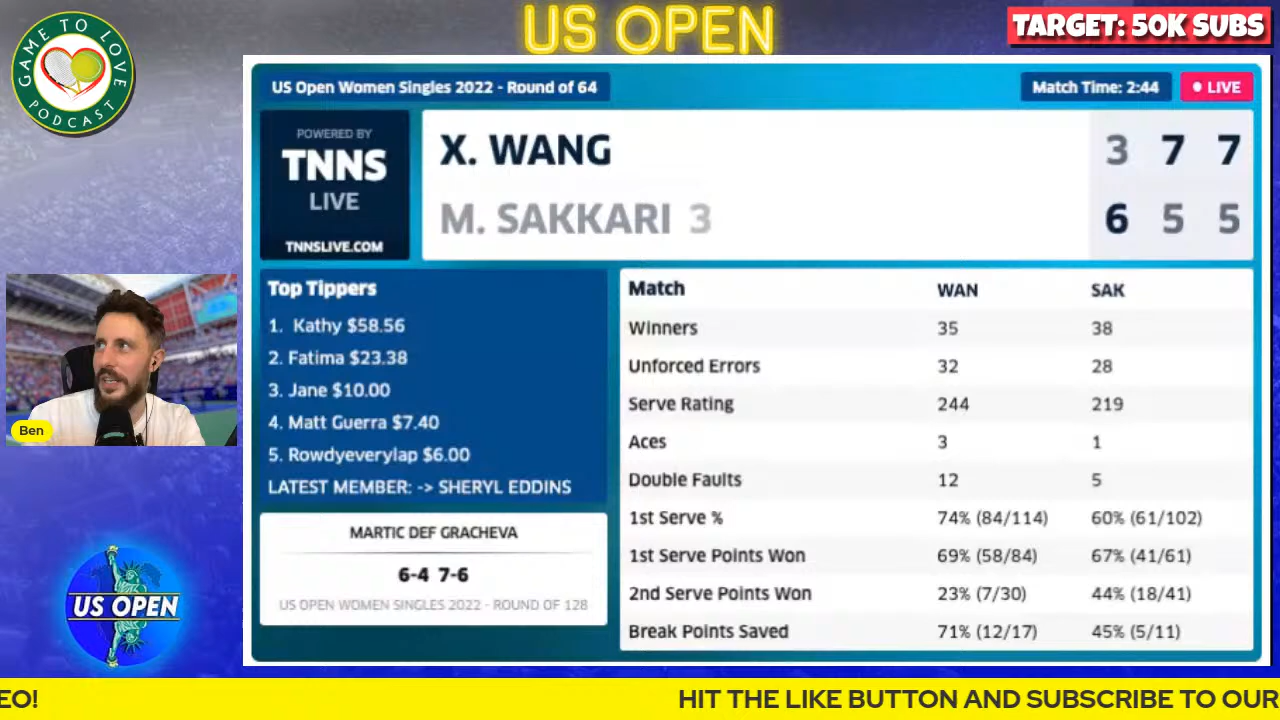 US OPEN
TARGET: 50K SUBS
GAME TO LOVE
PODCAST
US Open Women Singles 2022 - Round of 64
Match Time: 2:44
LIVE
POWERED BY
TNNS
LIVE
TNNSLIVE.COM
X. WANG 3 7 7
M. SAKKARI 3 6 5 5
Top Tippers
1. Kathy $58.56
2. Fatima $23.38
3. Jane $10.00
4. Matt Guerra $7.40
5. Rowdyeverylap $6.00
LATEST MEMBER: -> SHERYL EDDINS
MARTIC DEF GRACHEVA
6-4 7-6
US OPEN WOMEN SINGLES 2022 - ROUND OF 128
Match WAN SAK
Winners 35 38
Unforced Errors 32 28
Serve Rating 244 219
Aces 3 1
Double Faults 12 5
1st Serve % 74% (84/114) 60% (61/102)
1st Serve Points Won 69% (58/84) 67% (41/61)
2nd Serve Points Won 23% (7/30) 44% (18/41)
Break Points Saved 71% (12/17) 45% (5/11)
Ben
US OPEN
EO! HIT THE LIKE BUTTON AND SUBSCRIBE TO OUR